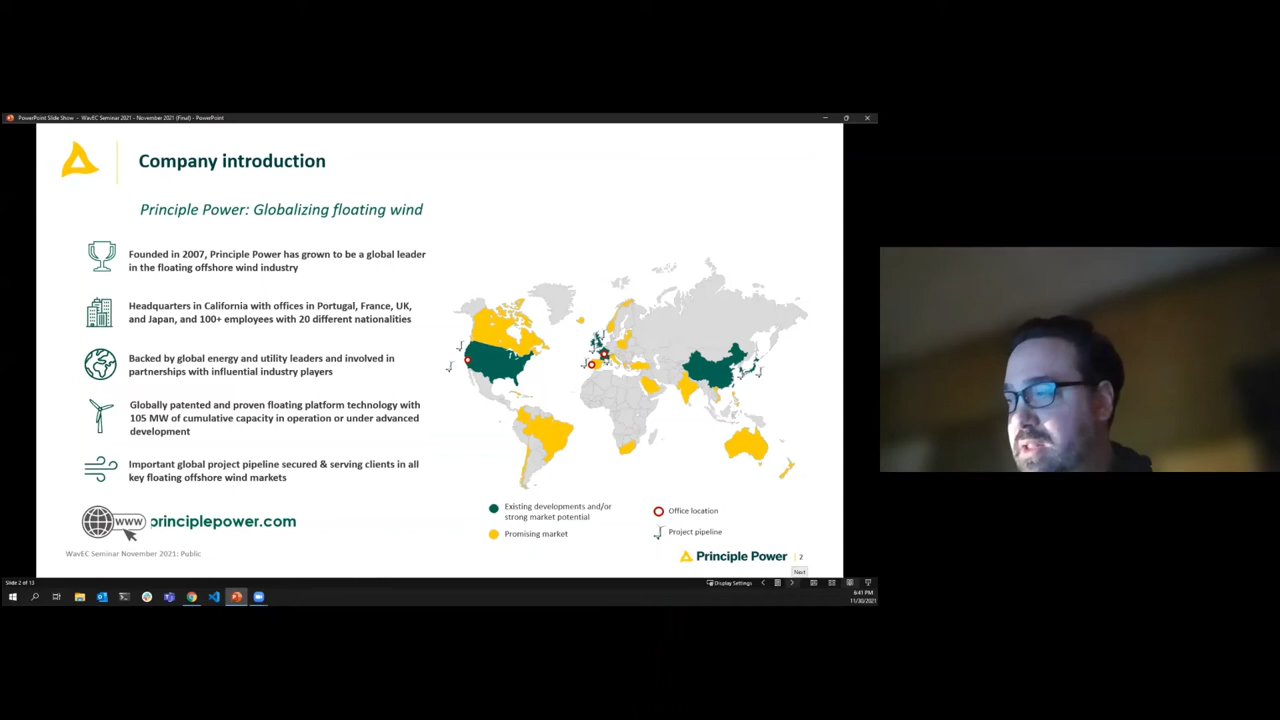 PowerPoint Slide Show - WavEC Seminar 2021 - November 2021 (Final) - PowerPoint
Company introduction
Principle Power: Globalizing floating wind
Founded in 2007, Principle Power has grown to be a global leader
in the floating offshore wind industry
Headquarters in California with offices in Portugal, France, UK,
and Japan, and 100+ employees with 20 different nationalities
Backed by global energy and utility leaders and involved in
partnerships with influential industry players
Globally patented and proven floating platform technology with
105 MW of cumulative capacity in operation or under advanced
development
Important global project pipeline secured & serving clients in all
key floating offshore wind markets
www principlepower.com
Existing developments and/or
strong market potential
Promising market
Office location
Project pipeline
WavEC Seminar November 2021: Public
Principle Power | 2
Next
Slide 2 of 13
Display Settings
6:41 PM
11/30/2021